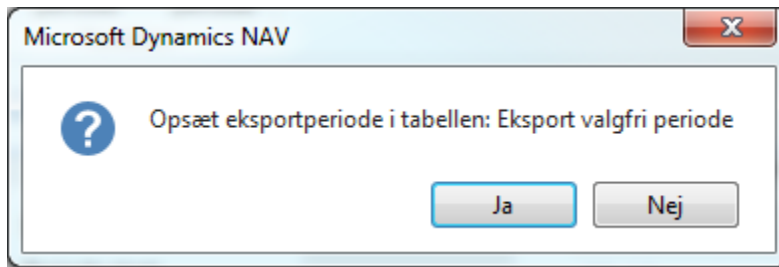 Microsoft Dynamics NAV
Opsæt eksportperiode i tabellen: Eksport valgfri periode
Ja Nej